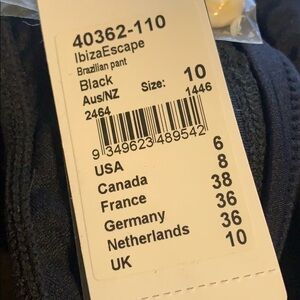 40362-110
IbizaEscape
Brazilian pant
Black
Aus/NZ Size: 10
2464 1446
9 349623 489542
USA 6
Canada 8
France 38
Germany 36
Netherlands 36
UK 10